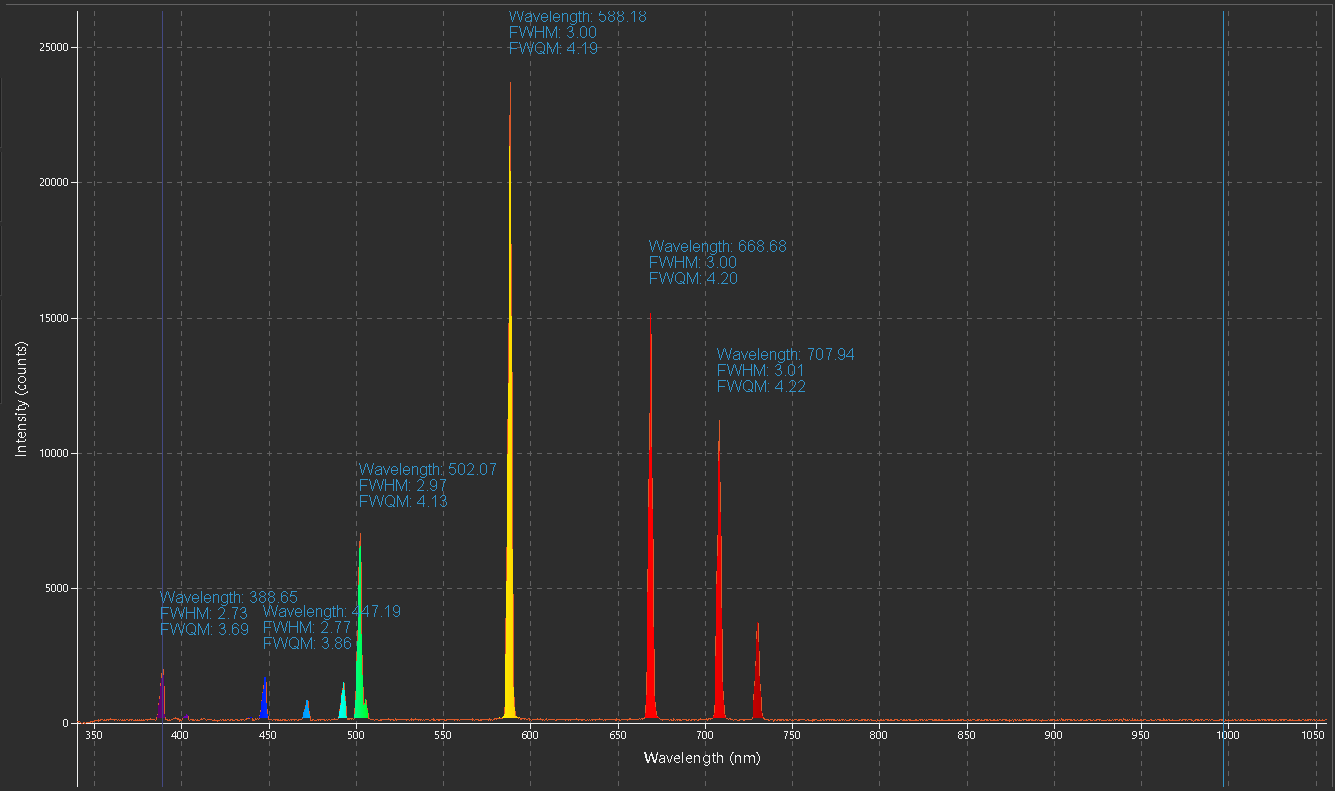 Wavelength: 588.18
FWHM: 3.00
FWQM: 4.19
25000
20000
Wavelength: 668.68
FWHM: 3.00
FWQM: 4.20
15000
Wavelength: 707.94
FWHM: 3.01
FWQM: 4.22
Intensity (counts)
10000
Wavelength: 502.07
FWHM: 2.97
FWQM: 4.13
5000
Wavelength: 388.65
FWHM: 2.73
FWQM: 3.69
Wavelength: 447.19
FWHM: 2.77
FWQM: 3.86
0
350 400 450 500 550 600 650 700 750 800 850 900 950 1000 1050
Wavelength (nm)